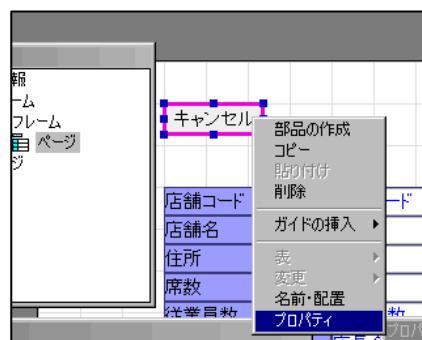 報
ーム
フレーム
ページ
ジ
キャンセル
部品の作成
コピー
貼り付け
削除
ガイドの挿入
表
変更
名前・配置
プロパティ
店舗コード
ード
店舗名
住所
席数
従業員数
数
プロパ